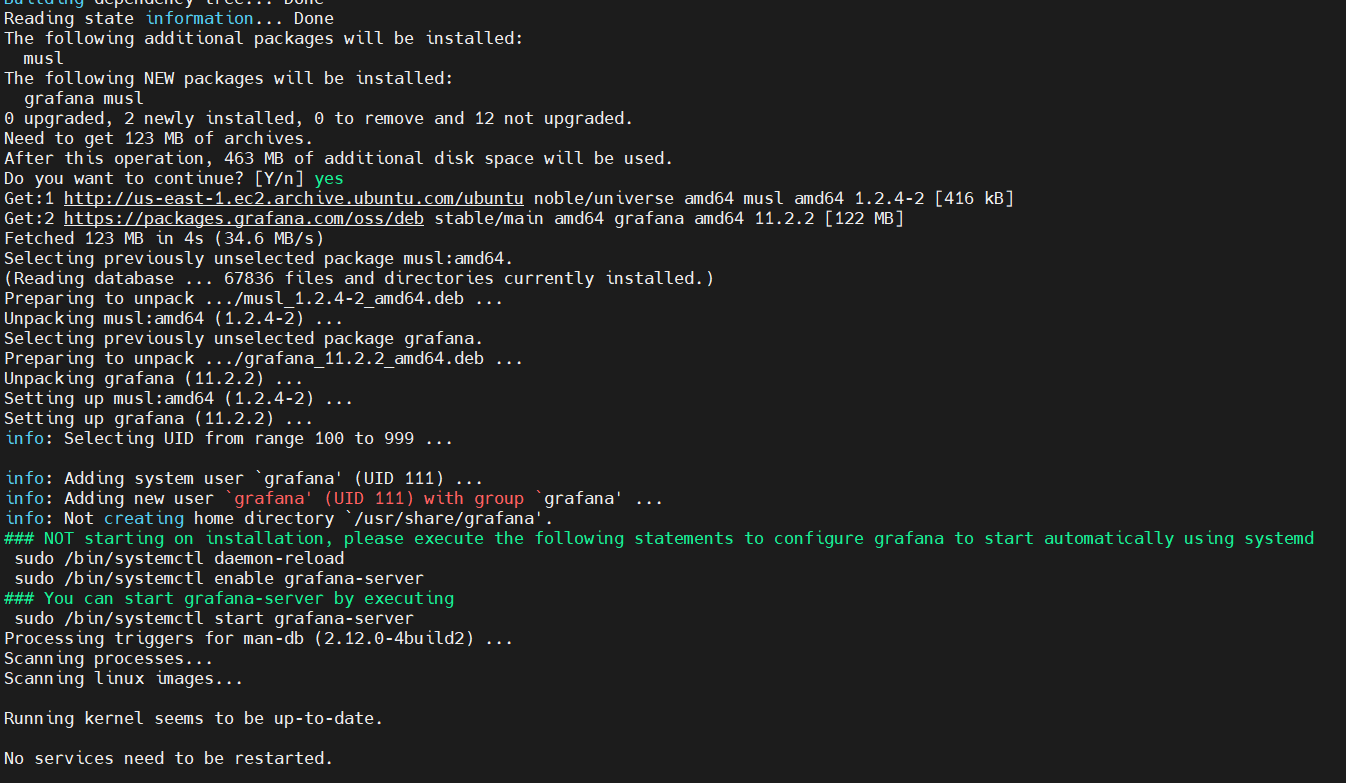 Building dependency tree... Done
Reading state information... Done
The following additional packages will be installed:
  musl
The following NEW packages will be installed:
  grafana musl
0 upgraded, 2 newly installed, 0 to remove and 12 not upgraded.
Need to get 123 MB of archives.
After this operation, 463 MB of additional disk space will be used.
Do you want to continue? [Y/n] yes
Get:1 http://us-east-1.ec2.archive.ubuntu.com/ubuntu noble/universe amd64 musl amd64 1.2.4-2 [416 kB]
Get:2 https://packages.grafana.com/oss/deb stable/main amd64 grafana amd64 11.2.2 [122 MB]
Fetched 123 MB in 4s (34.6 MB/s)
Selecting previously unselected package musl:amd64.
(Reading database ... 67836 files and directories currently installed.)
Preparing to unpack .../musl_1.2.4-2_amd64.deb ...
Unpacking musl:amd64 (1.2.4-2) ...
Selecting previously unselected package grafana.
Preparing to unpack .../grafana_11.2.2_amd64.deb ...
Unpacking grafana (11.2.2) ...
Setting up musl:amd64 (1.2.4-2) ...
Setting up grafana (11.2.2) ...
info: Selecting UID from range 100 to 999 ...

info: Adding system user `grafana' (UID 111) ...
info: Adding new user `grafana' (UID 111) with group `grafana' ...
info: Not creating home directory `/usr/share/grafana'.
### NOT starting on installation, please execute the following statements to configure grafana to start automatically using systemd
 sudo /bin/systemctl daemon-reload
 sudo /bin/systemctl enable grafana-server
### You can start grafana-server by executing
 sudo /bin/systemctl start grafana-server
Processing triggers for man-db (2.12.0-4build2) ...
Scanning processes...
Scanning linux images...

Running kernel seems to be up-to-date.

No services need to be restarted.